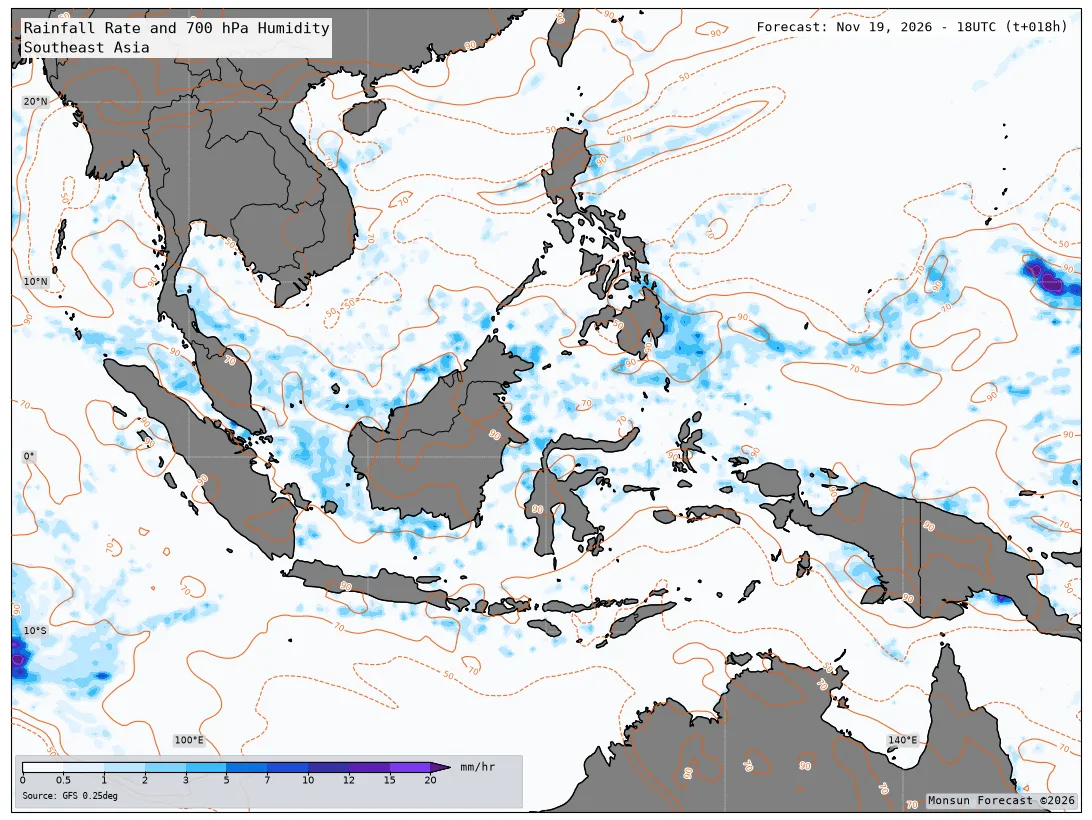 Rainfall Rate and 700 hPa Humidity
Southeast Asia
Forecast: Nov 19, 2026 - 18UTC (t+018h)
20°N
10°N
0°
10°S
100°E
140°E
0 0.5 1 2 3 5 7 10 12 15 20 mm/hr
Source: GFS 0.25deg
Monsun Forecast ©2026